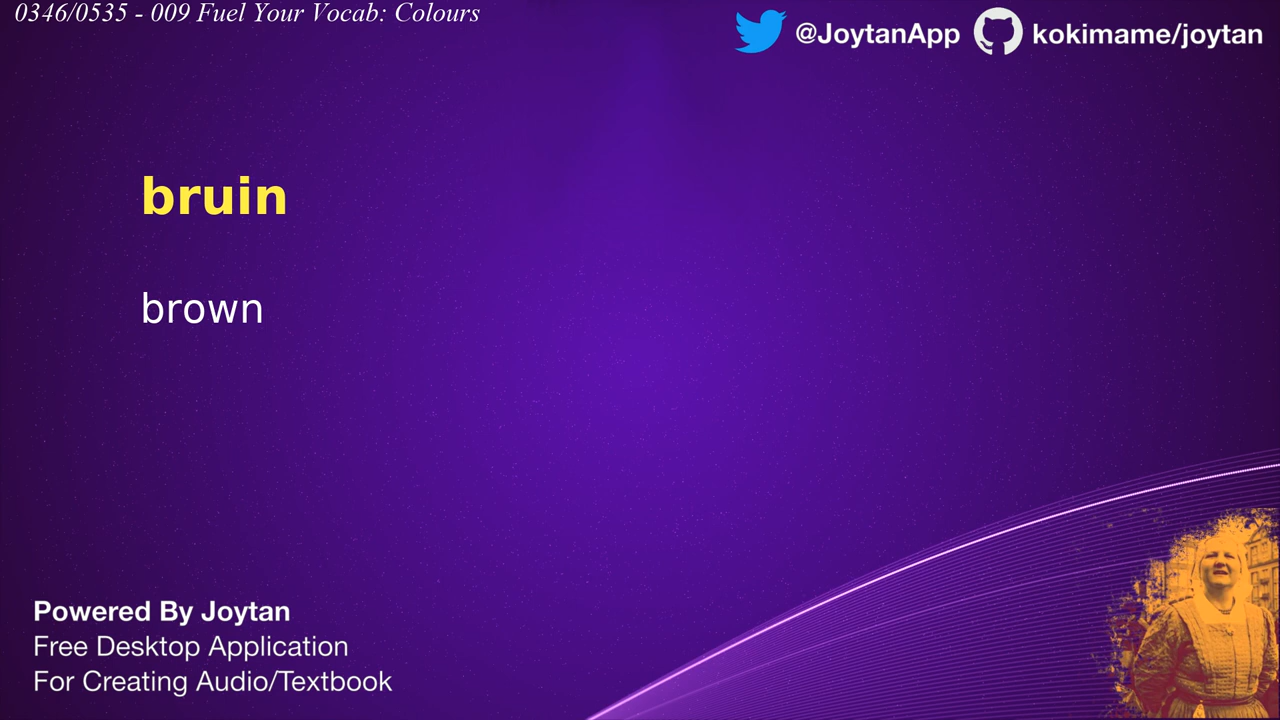 0346/0535 - 009 Fuel Your Vocab: Colours
@JoytanApp kokimame/joytan
bruin
brown
Powered By Joytan
Free Desktop Application
For Creating Audio/Textbook